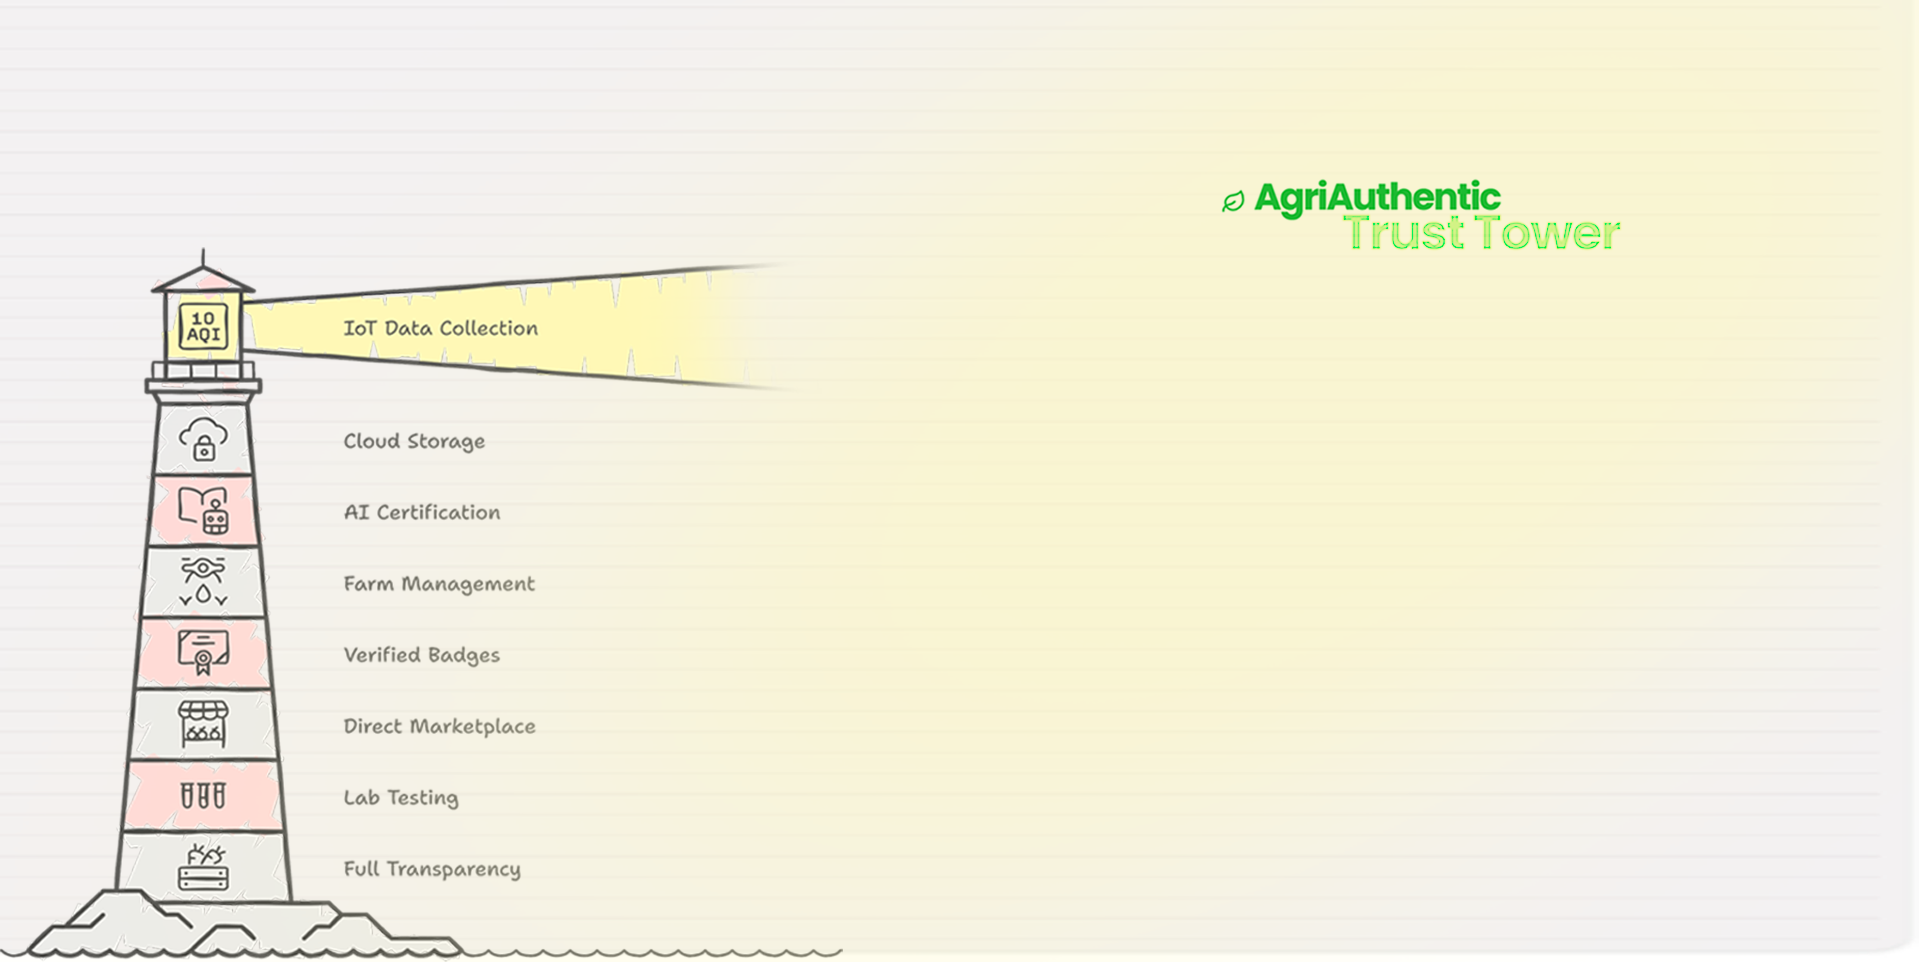 AgriAuthentic
Trust Tower
10
AQI
IoT Data Collection
Cloud Storage
AI Certification
Farm Management
Verified Badges
Direct Marketplace
Lab Testing
Full Transparency